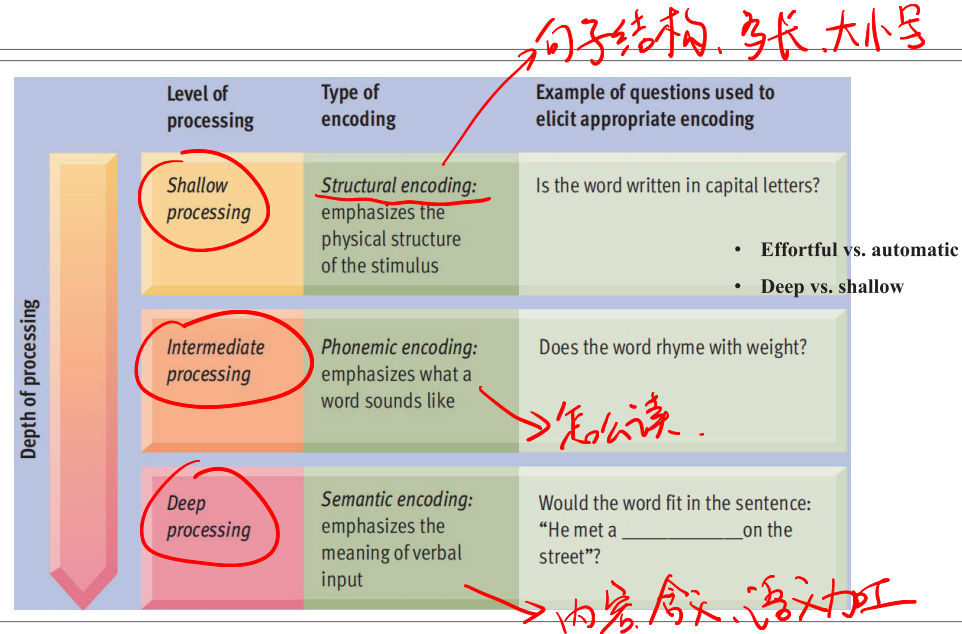 句子结构、长、大小号
Level of processing
Type of encoding
Example of questions used to elicit appropriate encoding
Depth of processing
Shallow
processing
Structural encoding:
emphasizes the
physical structure
of the stimulus
Is the word written in capital letters?
• Effortful vs. automatic
• Deep vs. shallow
Intermediate
processing
Phonemic encoding:
emphasizes what a
word sounds like
Does the word rhyme with weight?
怎么读.
Deep
processing
Semantic encoding:
emphasizes the
meaning of verbal
input
Would the word fit in the sentence:
“He met a _____________on the
street”?
内容、含义、语义加工